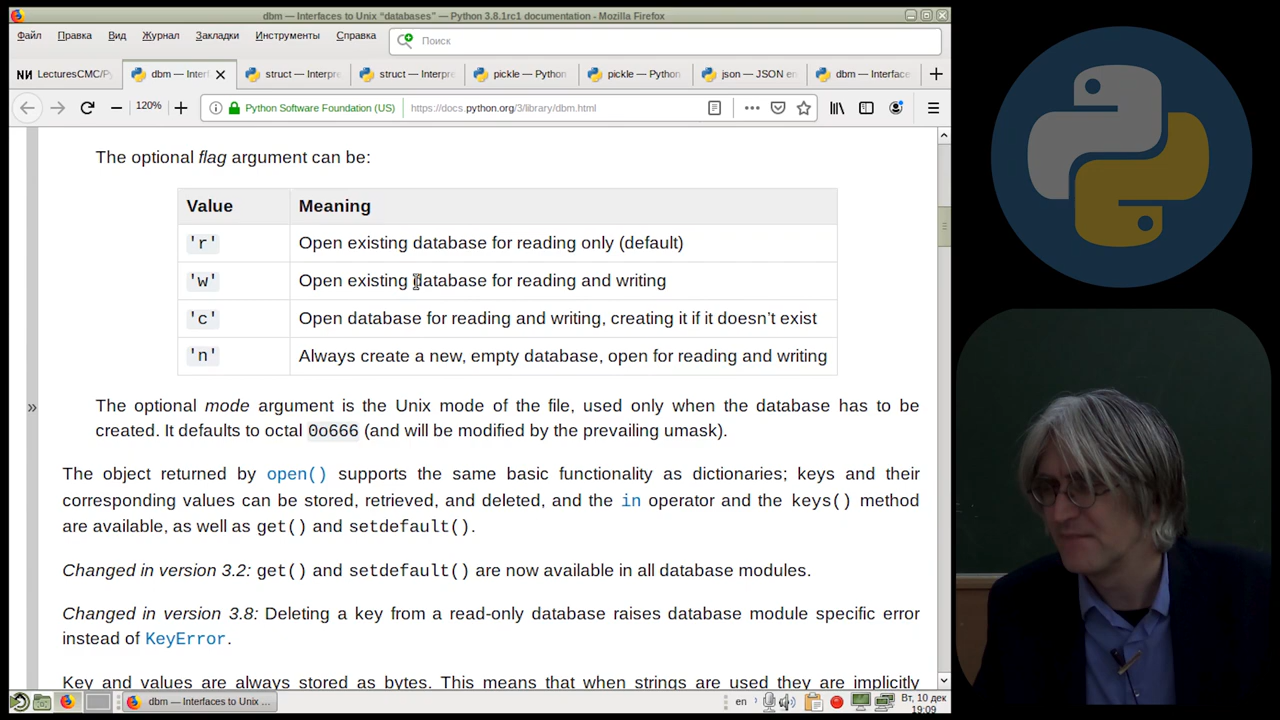 dbm — Interfaces to Unix “databases” — Python 3.8.1rc1 documentation - Mozilla Firefox
Файл Правка Вид Журнал Закладки Инструменты Справка Поиск
LecturesCMC/Py dbm — Interf struct — Interpre struct — Interpre pickle — Python pickle — Python json — JSON en dbm — Interface
120% Python Software Foundation (US) https://docs.python.org/3/library/dbm.html
The optional flag argument can be:
Value Meaning
'r' Open existing database for reading only (default)
'w' Open existing database for reading and writing
'c' Open database for reading and writing, creating it if it doesn’t exist
'n' Always create a new, empty database, open for reading and writing
»
The optional mode argument is the Unix mode of the file, used only when the database has to be
created. It defaults to octal 0o666 (and will be modified by the prevailing umask).
The object returned by open() supports the same basic functionality as dictionaries; keys and their
corresponding values can be stored, retrieved, and deleted, and the in operator and the keys() method
are available, as well as get() and setdefault().
Changed in version 3.2: get() and setdefault() are now available in all database modules.
Changed in version 3.8: Deleting a key from a read-only database raises database module specific error
instead of KeyError.
Key and values are always stored as bytes. This means that when strings are used they are implicitly
dbm — Interfaces to Unix ... en Вт, 10 дек
19:09